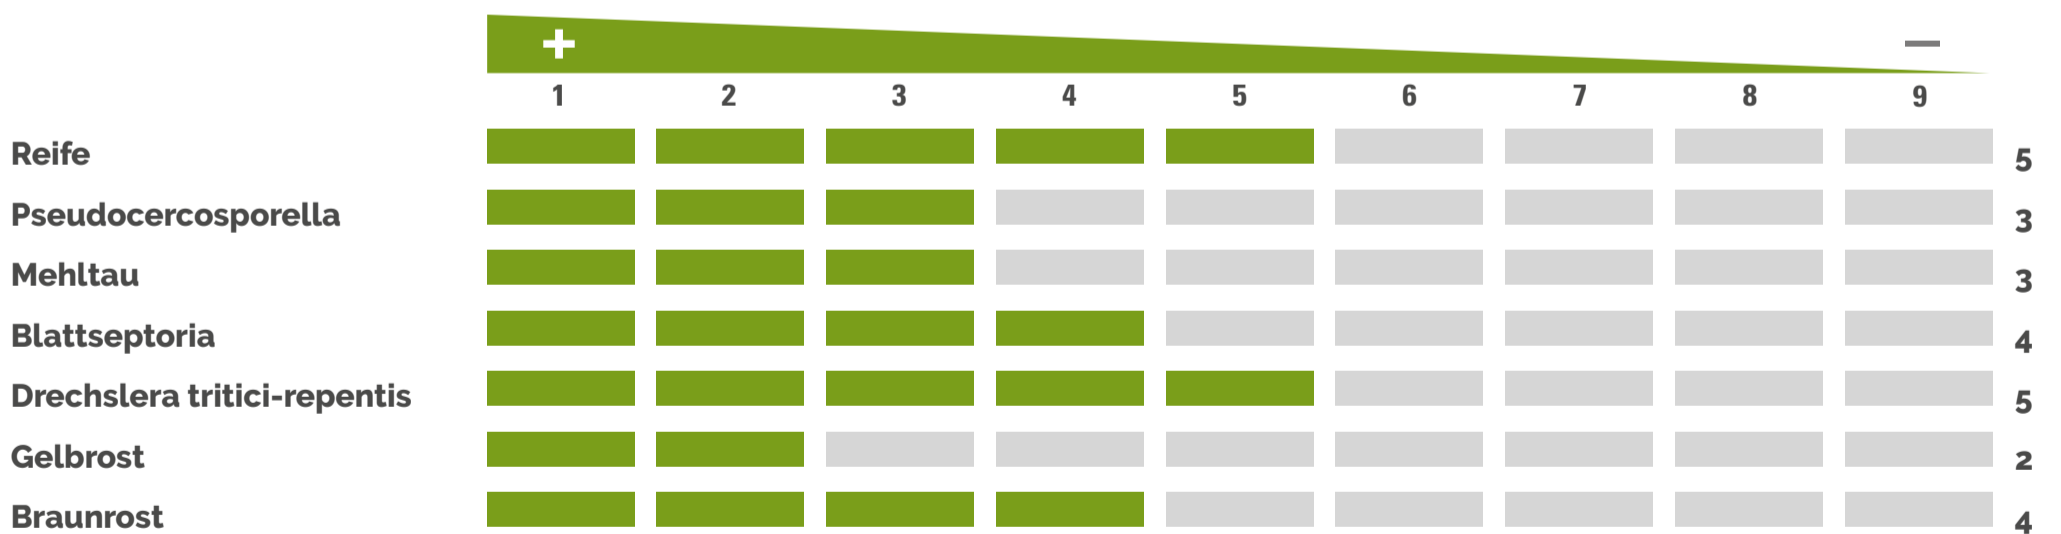 + −
1 2 3 4 5 6 7 8 9
Reife 5
Pseudocercosporella 3
Mehltau 3
Blattseptoria 4
Drechslera tritici-repentis 5
Gelbrost 2
Braunrost 4